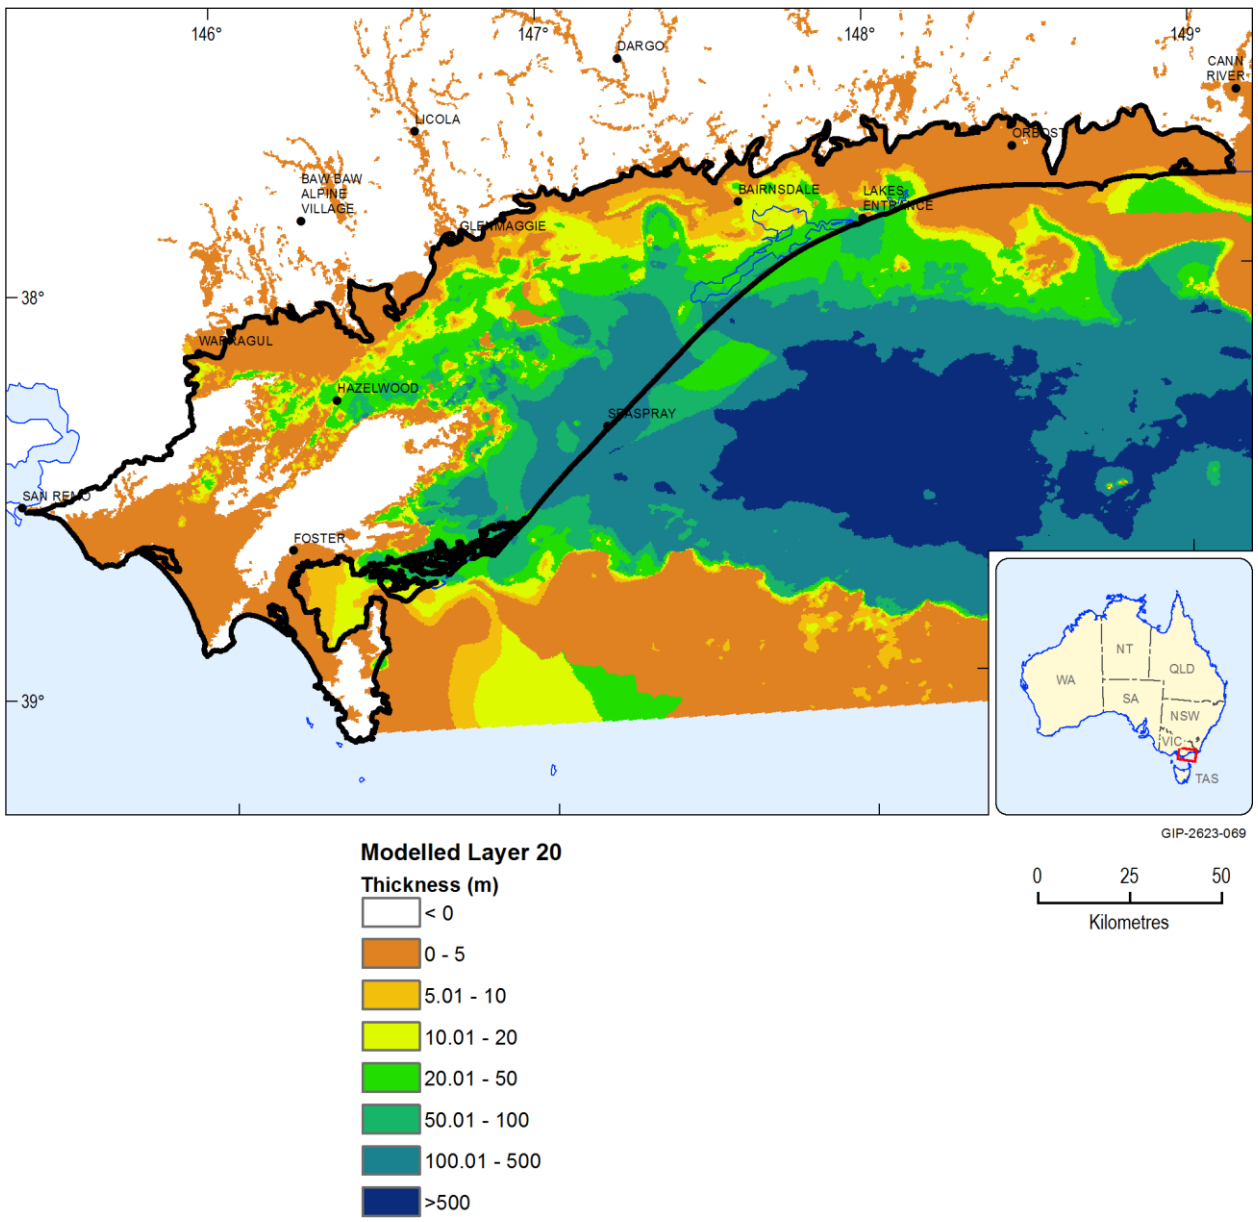 146°
147°
148°
149°
DARGO
CANN
RIVER
LICOLA
ORBOST
BAW BAW
ALPINE
VILLAGE
BAIRNSDALE
LAKES
ENTRANCE
GLENMAGGIE
38°
WARRAGUL
HAZELWOOD
SEASPRAY
SAN REMO
FOSTER
39°
NT
QLD
WA
SA
NSW
VIC
TAS
GIP-2623-069
Modelled Layer 20
Thickness (m)
< 0
0 - 5
5.01 - 10
10.01 - 20
20.01 - 50
50.01 - 100
100.01 - 500
>500
0 25 50
Kilometres